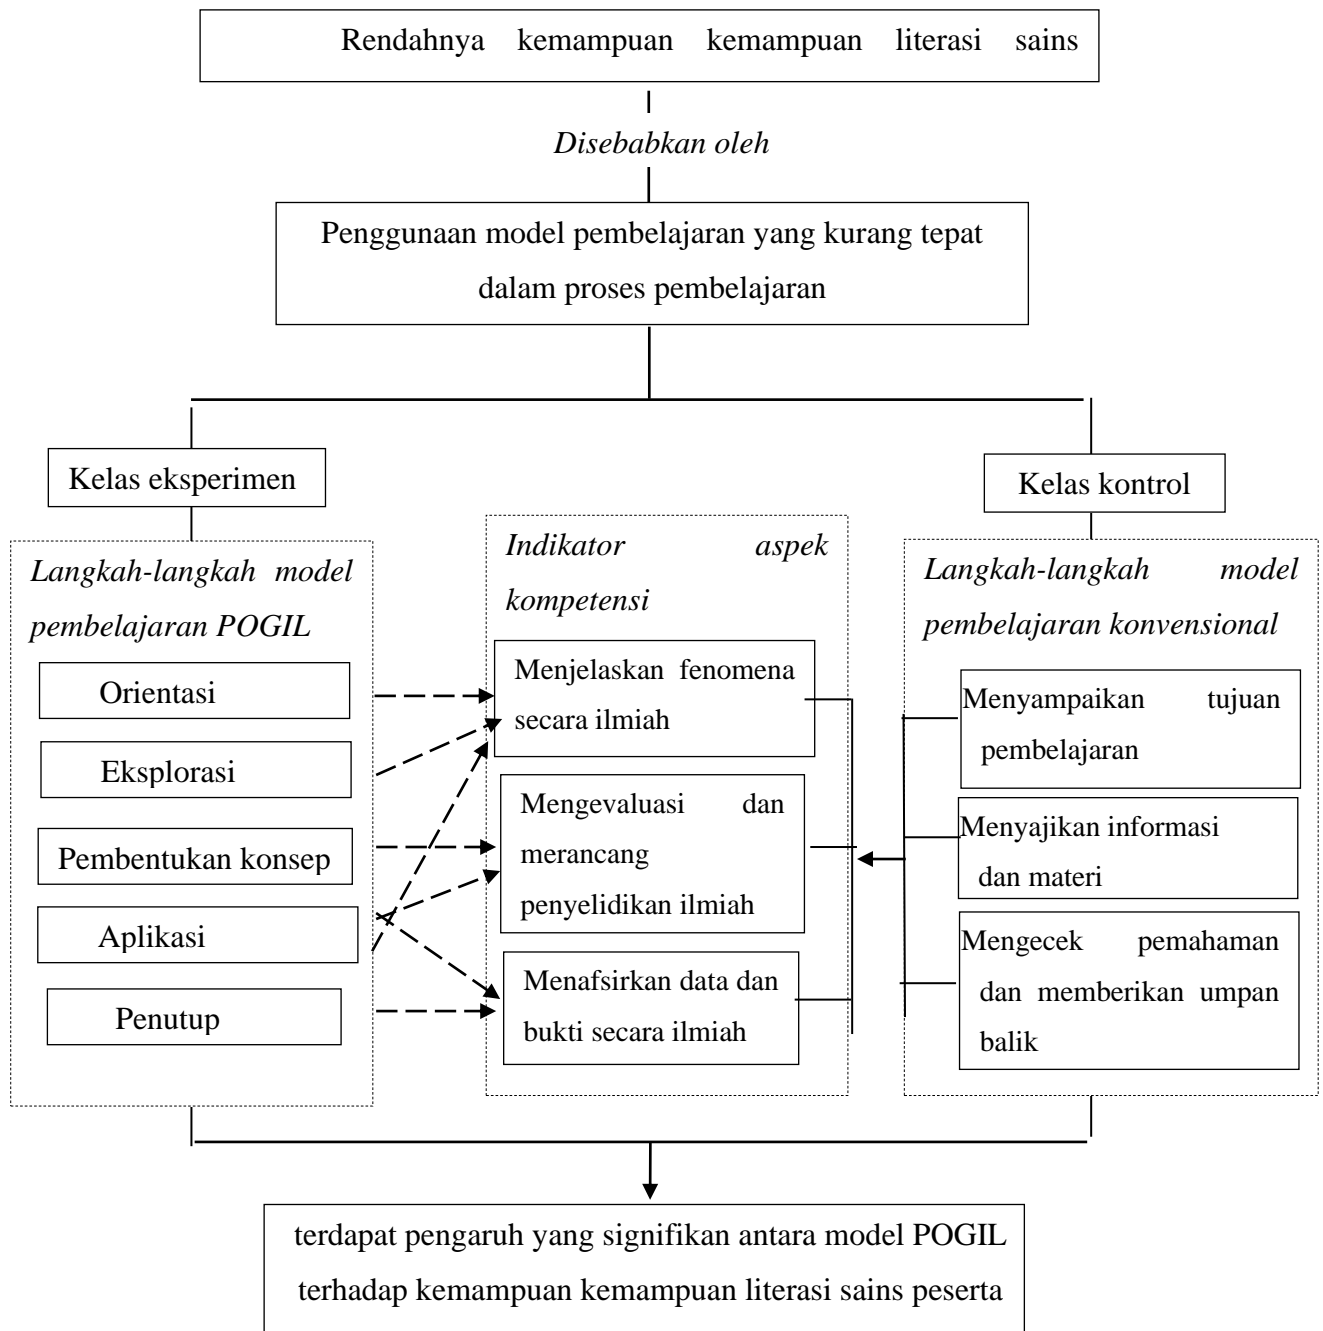 Rendahnya kemampuan kemampuan literasi sains
Disebabkan oleh
Penggunaan model pembelajaran yang kurang tepat
dalam proses pembelajaran
Kelas eksperimen
Kelas kontrol
Langkah-langkah model
pembelajaran POGIL
Orientasi
Eksplorasi
Pembentukan konsep
Aplikasi
Penutup
Indikator aspek
kompetensi
Menjelaskan fenomena
secara ilmiah
Mengevaluasi dan
merancang
penyelidikan ilmiah
Menafsirkan data dan
bukti secara ilmiah
Langkah-langkah model
pembelajaran konvensional
Menyampaikan tujuan
pembelajaran
Menyajikan informasi
dan materi
Mengecek pemahaman
dan memberikan umpan
balik
terdapat pengaruh yang signifikan antara model POGIL
terhadap kemampuan kemampuan literasi sains peserta